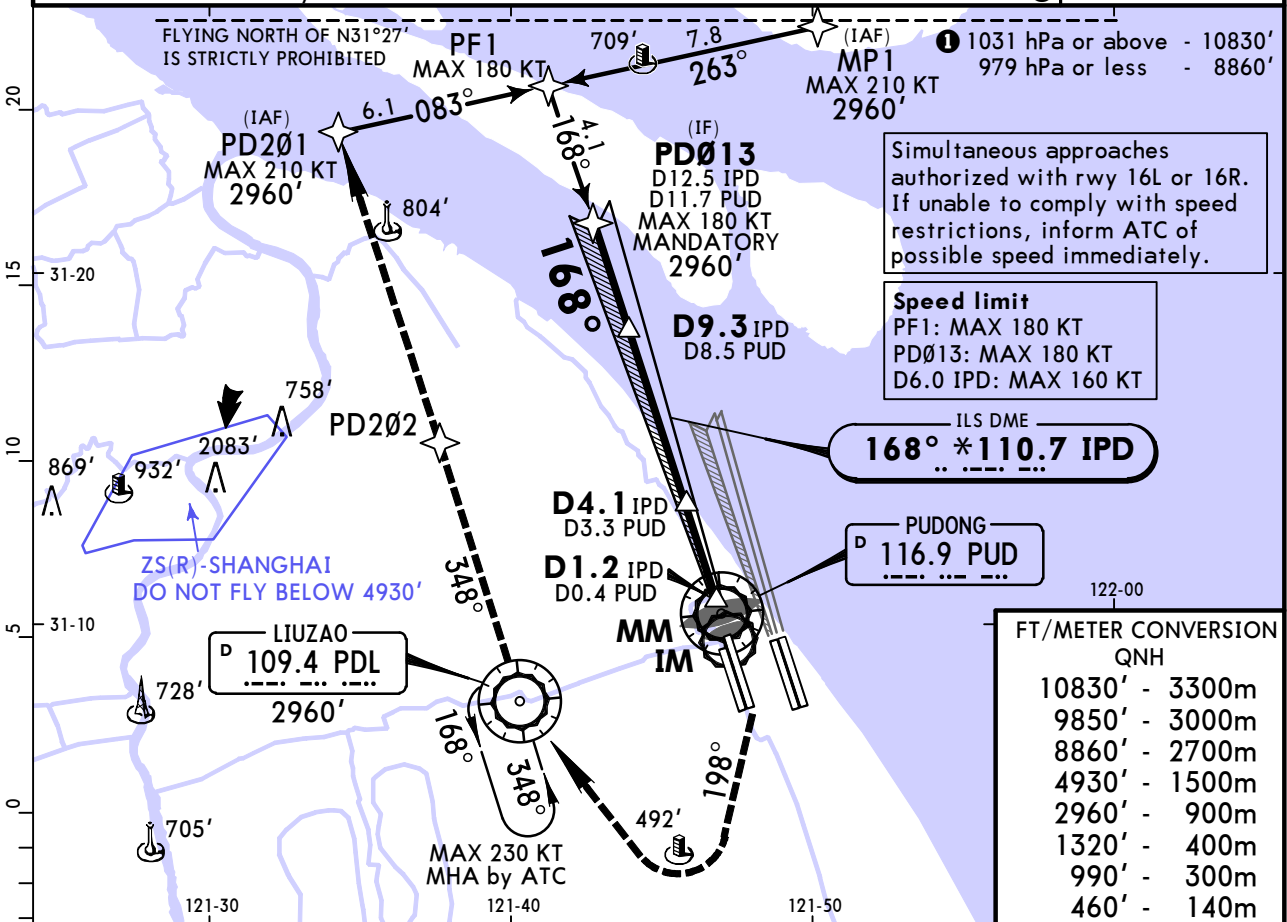 FLYING NORTH OF N31°27′
IS STRICTLY PROHIBITED
PF1
MAX 180 KT
709′
7.8
263°
(IAF)
MP1
MAX 210 KT
2960′
1 1031 hPa or above - 10830′
979 hPa or less - 8860′
20
(IAF)
PD2Ø1
MAX 210 KT
2960′
6.1
083°
4.1
168°
(IF)
PDØ13
D12.5 IPD
D11.7 PUD
MAX 180 KT
MANDATORY
2960′
Simultaneous approaches
authorized with rwy 16L or 16R.
If unable to comply with speed
restrictions, inform ATC of
possible speed immediately.
804′
15
31-20
168°
Speed limit
PF1: MAX 180 KT
PDØ13: MAX 180 KT
D6.0 IPD: MAX 160 KT
D9.3 IPD
D8.5 PUD
758′
PD2Ø2
ILS DME
168° *110.7 IPD
10
2083′
869′
932′
D4.1 IPD
D3.3 PUD
PUDONG
D 116.9 PUD
ZS(R)-SHANGHAI
DO NOT FLY BELOW 4930′
348°
D1.2 IPD
D0.4 PUD
122-00
5
31-10
MM
IM
LIUZAO
D 109.4 PDL
2960′
728′
168°
348°
198°
FT/METER CONVERSION
QNH
10830′ - 3300m
9850′ - 3000m
8860′ - 2700m
4930′ - 1500m
2960′ - 900m
1320′ - 400m
990′ - 300m
460′ - 140m
0
705′
492′
MAX 230 KT
MHA by ATC
121-30
121-40
121-50